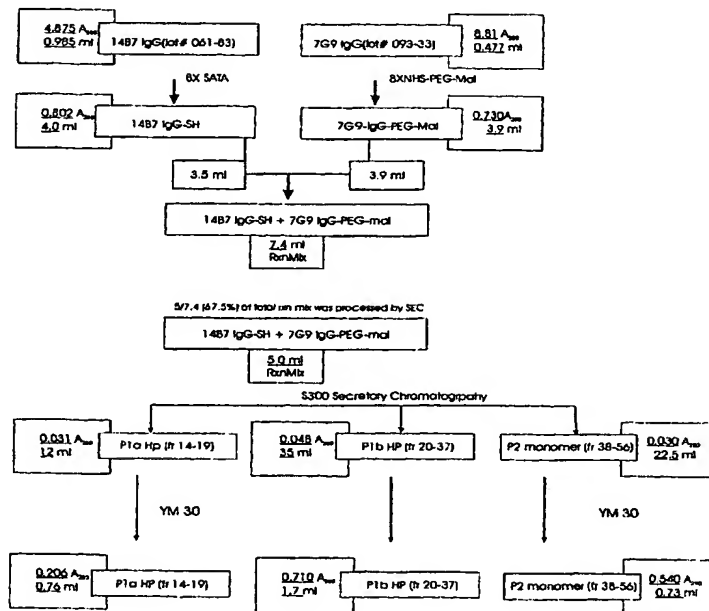 4.875 A280
0.985 ml
14B7 IgG(lot# 061-83)
7G9 IgG(lot# 093-33)
8.81 A280
0.477 ml
8X SATA
8XNHS-PEG-Mal
0.802 A280
4.0 ml
14B7 IgG-SH
7G9-IgG-PEG-Mal
0.730A280
3.9 ml
3.5 ml
3.9 ml
14B7 IgG-SH + 7G9 IgG-PEG-mal
7.4 ml
RxnMix
5/7.4 (67.5%) of total rxn mix was processed by SEC
14B7 IgG-SH + 7G9 IgG-PEG-mal
5.0 ml
RxnMix
S300 Secretary Chromatogrpahy
0.031 A280
12 ml
P1a Hp (fr 14-19)
0.048 A280
35 ml
P1b HP (fr 20-37)
P2 monomer (fr 38-56)
0.030 A280
22.5 ml
YM 30
YM 30
0.206 A280
0.76 ml
P1a HP (fr 14-19)
0.710 A280
1.7 ml
P1b HP (fr 20-37)
P2 monomer (fr 38-56)
0.540 A280
0.73 ml